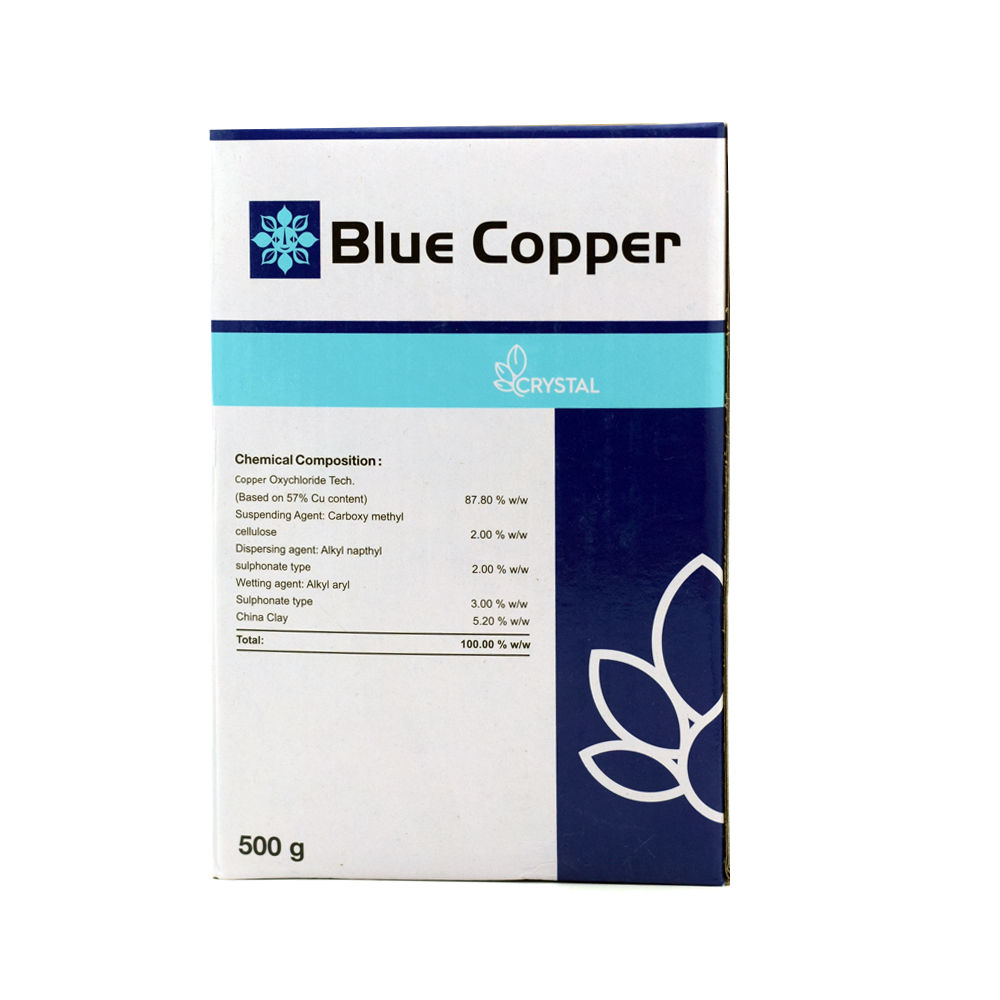 Blue Copper
CRYSTAL
Chemical Composition :
Copper Oxychloride Tech.
(Based on 57% Cu content) 87.80 % w/w
Suspending Agent: Carboxy methyl
cellulose 2.00 % w/w
Dispersing agent: Alkyl napthyl
sulphonate type 2.00 % w/w
Wetting agent: Alkyl aryl
Sulphonate type 3.00 % w/w
China Clay 5.20 % w/w
Total: 100.00 % w/w
500 g